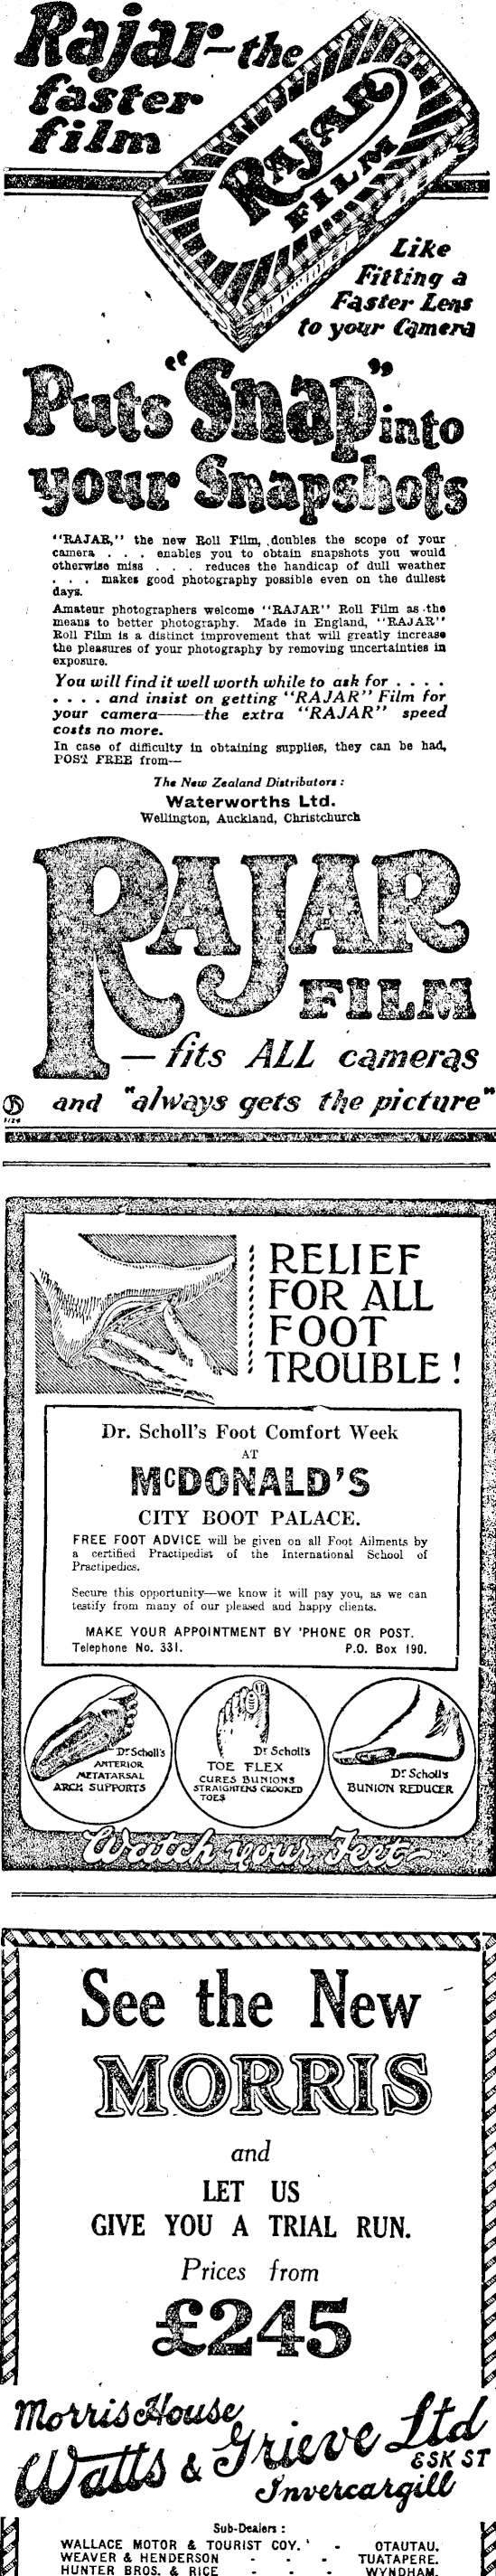 Rajar-the
faster
film
RAJAR
FILM
Like
Fitting a
Faster Lens
to your Camera
Puts "Snap" into
your Snapshots
"RAJAR," the new Roll Film, doubles the scope of your
camera . . . enables you to obtain snapshots you would
otherwise miss . . . reduces the handicap of dull weather
. . . makes good photography possible even on the dullest
days.
Amateur photographers welcome "RAJAR" Roll Film as the
means to better photography. Made in England, "RAJAR"
Roll Film is a distinct improvement that will greatly increase
the pleasures of your photography by removing uncertainties in
exposure.
You will find it well worth while to ask for . . . .
. . . . and insist on getting "RAJAR" Film for
your camera——the extra "RAJAR" speed
costs no more.
In case of difficulty in obtaining supplies, they can be had,
POST FREE from—
The New Zealand Distributors:
Waterworths Ltd.
Wellington, Auckland, Christchurch
RAJAR
FILM
— fits ALL cameras
and "always gets the picture"
RELIEF
FOR ALL
FOOT
TROUBLE!
Dr. Scholl's Foot Comfort Week
AT
McDONALD'S
CITY BOOT PALACE.
FREE FOOT ADVICE will be given on all Foot Ailments by
a certified Practipedist of the International School of
Practipedics.
Secure this opportunity—we know it will pay you, as we can
testify from many of our pleased and happy clients.
MAKE YOUR APPOINTMENT BY 'PHONE OR POST.
Telephone No. 331. P.O. Box 190.
Dr Scholl's
ANTERIOR
METATARSAL
ARCH SUPPORTS
Dr Scholl's
TOE FLEX
CURES BUNIONS
STRAIGHTENS CROOKED
TOES
Dr Scholl's
BUNION REDUCER
Watch your Feet~
See the New
MORRIS
and
LET US
GIVE YOU A TRIAL RUN.
Prices from
£245
Morris House
Watts & Grieve Ltd
ESK ST
Invercargill
Sub-Dealers:
WALLACE MOTOR & TOURIST COY. - OTAUTAU.
WEAVER & HENDERSON - - - TUATAPERE.
HUNTER BROS. & RICE - - - WYNDHAM.